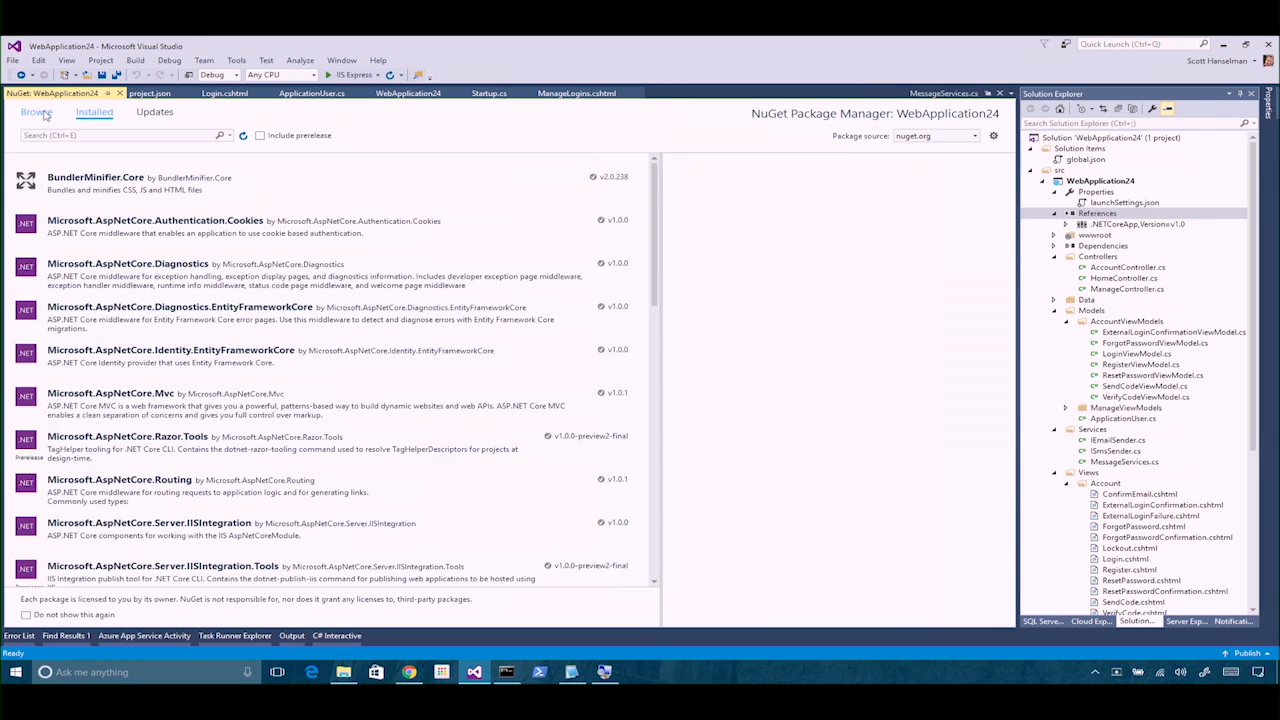 WebApplication24 - Microsoft Visual Studio
Quick Launch (Ctrl+Q)
File Edit View Project Build Debug Team Tools Test Analyze Window Help
Scott Hanselman
Debug Any CPU IIS Express
NuGet: WebApplication24 project.json Login.cshtml ApplicationUser.cs WebApplication24 Startup.cs ManageLogins.cshtml MessageServices.cs
Browse Installed Updates
NuGet Package Manager: WebApplication24
Search (Ctrl+E) Include prerelease
Package source: nuget.org
BundlerMinifier.Core by BundlerMinifier.Core v2.0.238
Bundles and minifies CSS, JS and HTML files
.NET Microsoft.AspNetCore.Authentication.Cookies by Microsoft.AspNetCore.Authentication.Cookies v1.0.0
ASP.NET Core middleware that enables an application to use cookie based authentication.
.NET Microsoft.AspNetCore.Diagnostics by Microsoft.AspNetCore.Diagnostics v1.0.0
ASP.NET Core middleware for exception handling, exception display pages, and diagnostics information. Includes developer exception page middleware,
exception handler middleware, runtime info middleware, status code page middleware, and welcome page middleware
.NET Microsoft.AspNetCore.Diagnostics.EntityFrameworkCore by Microsoft.AspNetCore.Diagnostics.EntityFrameworkCore v1.0.0
ASP.NET Core middleware for Entity Framework Core error pages. Use this middleware to detect and diagnose errors with Entity Framework Core
migrations.
.NET Microsoft.AspNetCore.Identity.EntityFrameworkCore by Microsoft.AspNetCore.Identity.EntityFrameworkCore v1.0.0
ASP.NET Core Identity provider that uses Entity Framework Core.
.NET Microsoft.AspNetCore.Mvc by Microsoft.AspNetCore.Mvc v1.0.1
ASP.NET Core MVC is a web framework that gives you a powerful, patterns-based way to build dynamic websites and web APIs. ASP.NET Core MVC
enables a clean separation of concerns and gives you full control over markup.
.NET Microsoft.AspNetCore.Razor.Tools by Microsoft.AspNetCore.Razor.Tools v1.0.0-preview2-final
TagHelper tooling for .NET Core CLI. Contains the dotnet-razor-tooling command used to resolve TagHelperDescriptors for projects at
Prerelease design-time.
.NET Microsoft.AspNetCore.Routing by Microsoft.AspNetCore.Routing v1.0.1
ASP.NET Core middleware for routing requests to application logic and for generating links.
Commonly used types:
.NET Microsoft.AspNetCore.Server.IISIntegration by Microsoft.AspNetCore.Server.IISIntegration v1.0.0
ASP.NET Core components for working with the IIS AspNetCoreModule.
.NET Microsoft.AspNetCore.Server.IISIntegration.Tools by Microsoft.AspNetCore.Server.IISIntegration.Tools v1.0.0-preview2-final
IIS Integration publish tool for .NET Core CLI. Contains the dotnet-publish-iis command for publishing web applications to be hosted using
IIS.
Each package is licensed to you by its owner. NuGet is not responsible for, nor does it grant any licenses to, third-party packages.
Do not show this again
Solution Explorer
Search Solution Explorer (Ctrl+;)
Solution 'WebApplication24' (1 project)
Solution Items
global.json
src
WebApplication24
Properties
launchSettings.json
References
.NETCoreApp,Version=v1.0
wwwroot
Dependencies
Controllers
AccountController.cs
HomeController.cs
ManageController.cs
Data
Models
AccountViewModels
ExternalLoginConfirmationViewModel.cs
ForgotPasswordViewModel.cs
LoginViewModel.cs
RegisterViewModel.cs
ResetPasswordViewModel.cs
SendCodeViewModel.cs
VerifyCodeViewModel.cs
ManageViewModels
ApplicationUser.cs
Services
IEmailSender.cs
ISmsSender.cs
MessageServices.cs
Views
Account
ConfirmEmail.cshtml
ExternalLoginConfirmation.cshtml
ExternalLoginFailure.cshtml
ForgotPassword.cshtml
ForgotPasswordConfirmation.cshtml
Lockout.cshtml
Login.cshtml
Register.cshtml
ResetPassword.cshtml
ResetPasswordConfirmation.cshtml
SendCode.cshtml
VerifyCode.cshtml
SQL Serve... Cloud Exp... Solution... Server Exp... Notificati...
Properties
Error List Find Results 1 Azure App Service Activity Task Runner Explorer Output C# Interactive
Ready Publish
Ask me anything